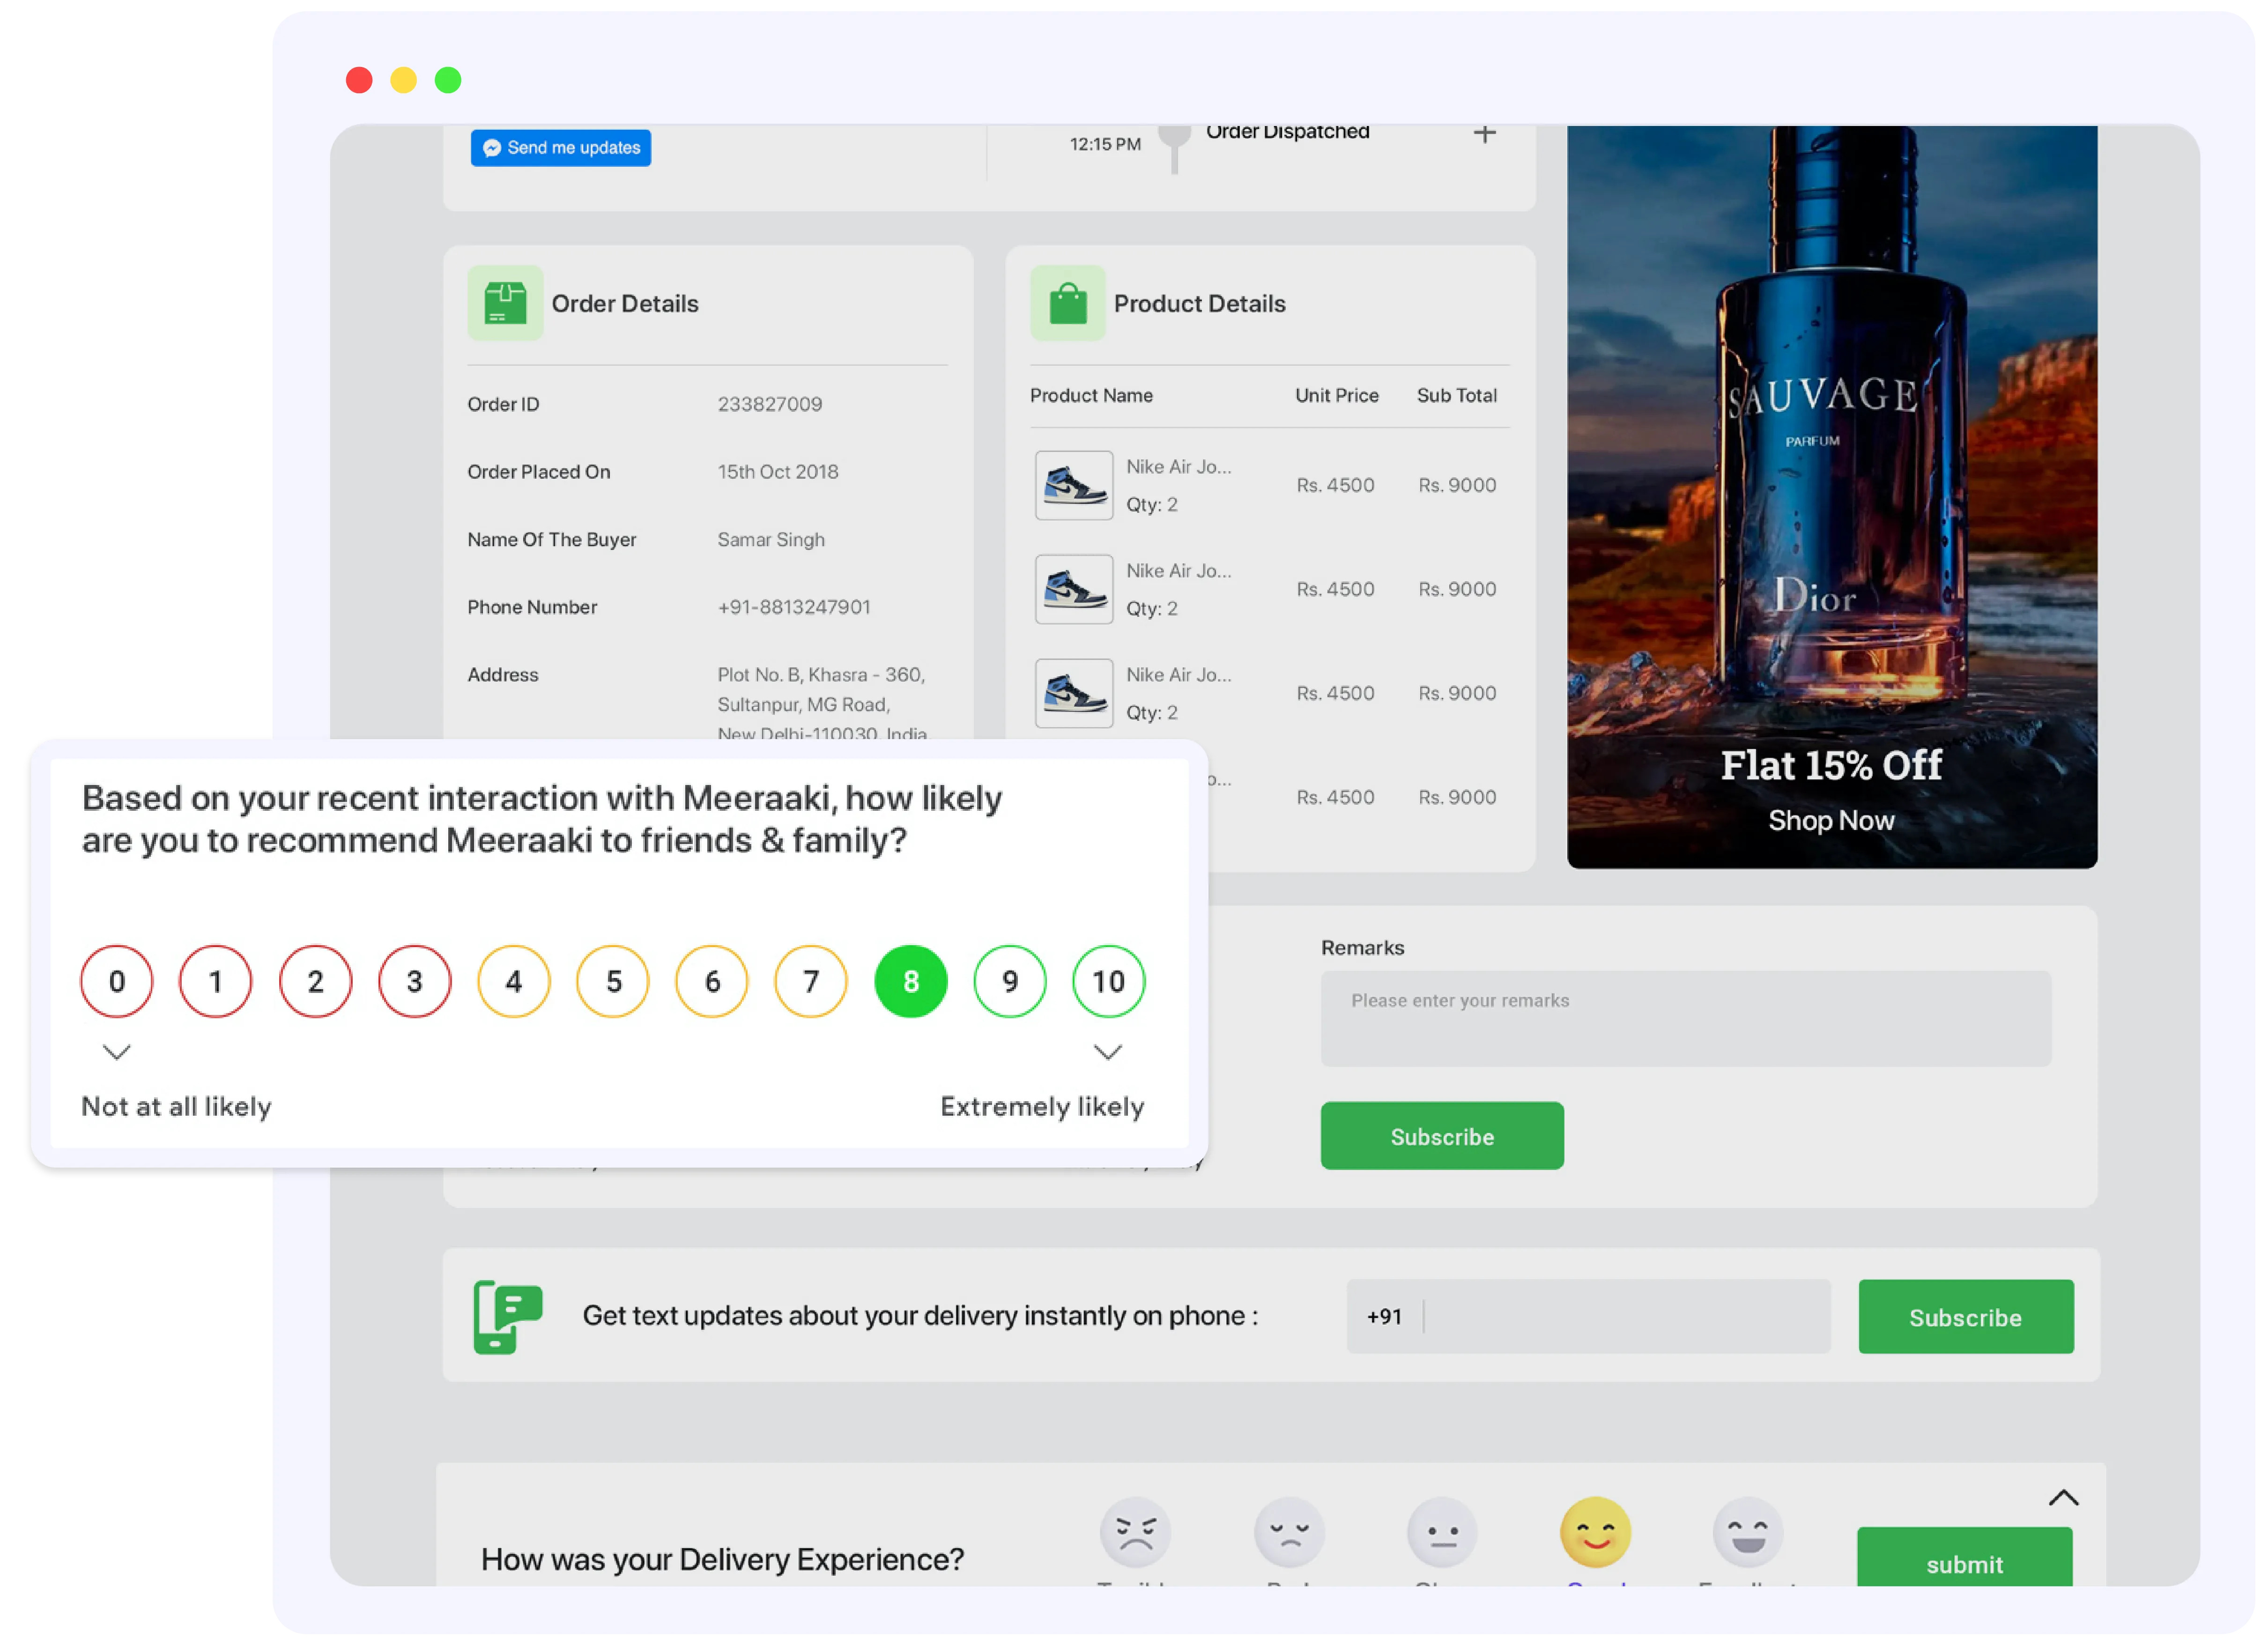 Send me updates
12:15 PM
Order Dispatched
Order Details
Order ID 233827009
Order Placed On 15th Oct 2018
Name Of The Buyer Samar Singh
Phone Number +91-8813247901
Address Plot No. B, Khasra - 360,
Sultanpur, MG Road,
New Delhi-110030, India
Product Details
Product Name Unit Price Sub Total
Nike Air Jo...
Qty: 2
Rs. 4500 Rs. 9000
Nike Air Jo...
Qty: 2
Rs. 4500 Rs. 9000
Nike Air Jo...
Qty: 2
Rs. 4500 Rs. 9000
o...
Rs. 4500 Rs. 9000
SAUVAGE
PARFUM
Dior
Flat 15% Off
Shop Now
Based on your recent interaction with Meeraaki, how likely
are you to recommend Meeraaki to friends & family?
0 1 2 3 4 5 6 7 8 9 10
Not at all likely Extremely likely
Remarks
Please enter your remarks
Subscribe
Get text updates about your delivery instantly on phone :
+91
Subscribe
How was your Delivery Experience?
submit